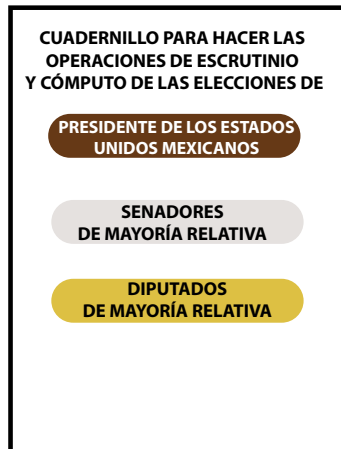 CUADERNILLO PARA HACER LAS
OPERACIONES DE ESCRUTINIO
Y CÓMPUTO DE LAS ELECCIONES DE
PRESIDENTE DE LOS ESTADOS
UNIDOS MEXICANOS
SENADORES
DE MAYORÍA RELATIVA
DIPUTADOS
DE MAYORÍA RELATIVA